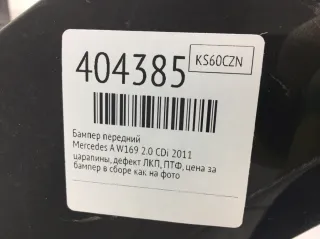 404385 KS60CZN
Бампер передний
Mercedes A W169 2.0 CDi 2011
царапины, дефект ЛКП, ПТФ, цена за
бампер в сборе как на фото